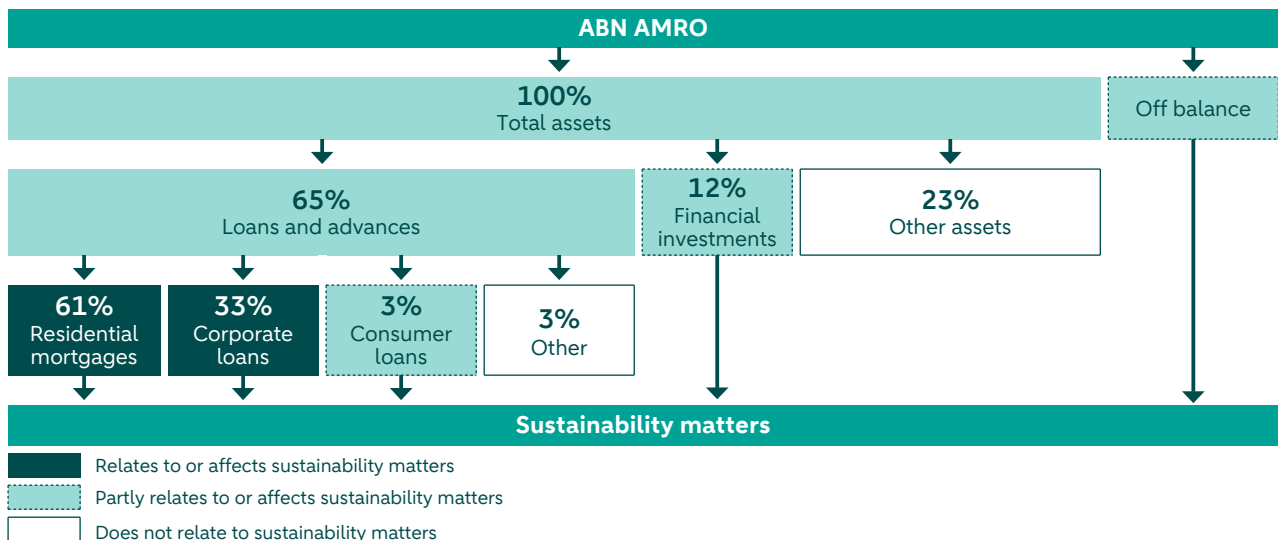 ABN AMRO
100%
Total assets
Off balance
65%
Loans and advances
12%
Financial
investments
23%
Other assets
61%
Residential
mortgages
33%
Corporate
loans
3%
Consumer
loans
3%
Other
Sustainability matters
Relates to or affects sustainability matters
Partly relates to or affects sustainability matters
Does not relate to sustainability matters